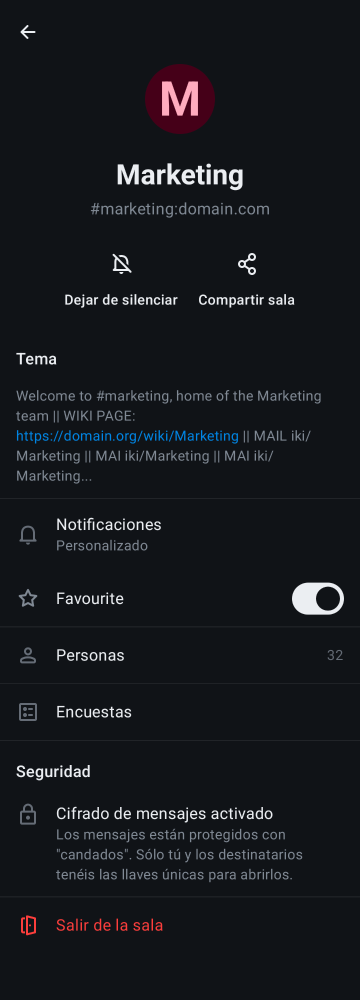 M
Marketing
#marketing:domain.com
Dejar de silenciar
Compartir sala
Tema
Welcome to #marketing, home of the Marketing
team || WIKI PAGE:
https://domain.org/wiki/Marketing || MAIL iki/
Marketing || MAI iki/Marketing || MAI iki/
Marketing...
Notificaciones
Personalizado
Favourite
Personas 32
Encuestas
Seguridad
Cifrado de mensajes activado
Los mensajes están protegidos con
"candados". Sólo tú y los destinatarios
tenéis las llaves únicas para abrirlos.
Salir de la sala